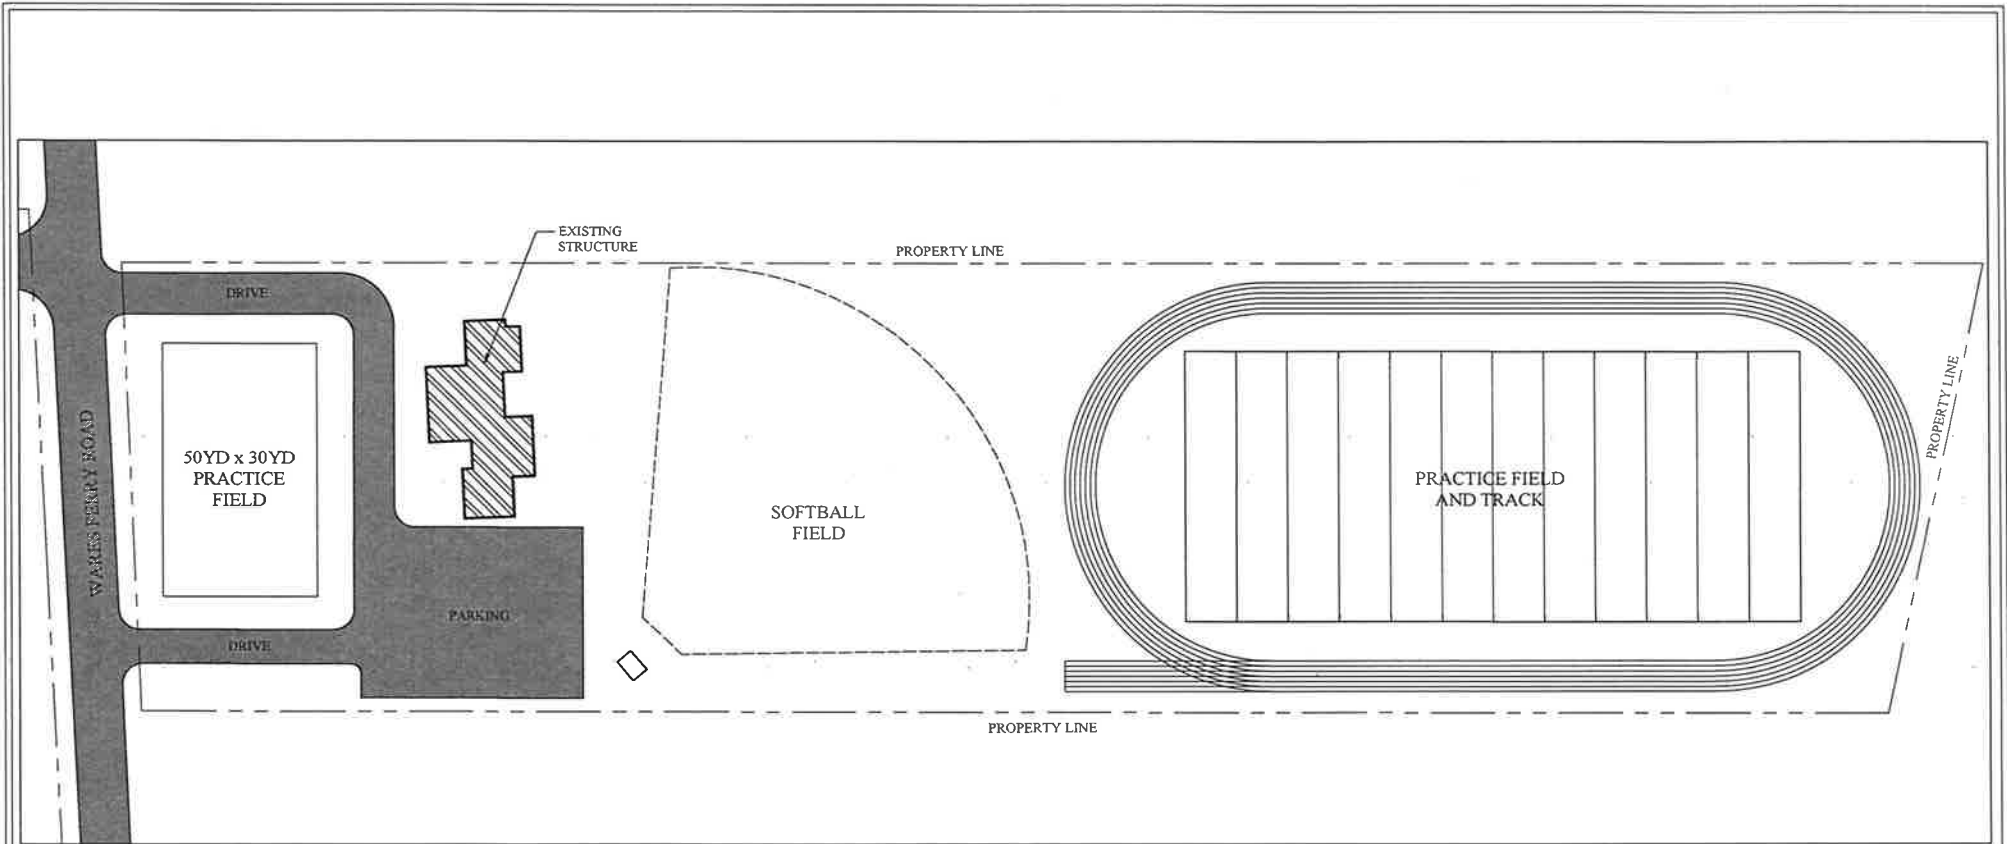 EXISTING
STRUCTURE
PROPERTY LINE
DRIVE
50YD x 30YD
PRACTICE
FIELD
WARES FERRY ROAD
SOFTBALL
FIELD
PRACTICE FIELD
AND TRACK
PROPERTY LINE
PARKING
DRIVE
PROPERTY LINE